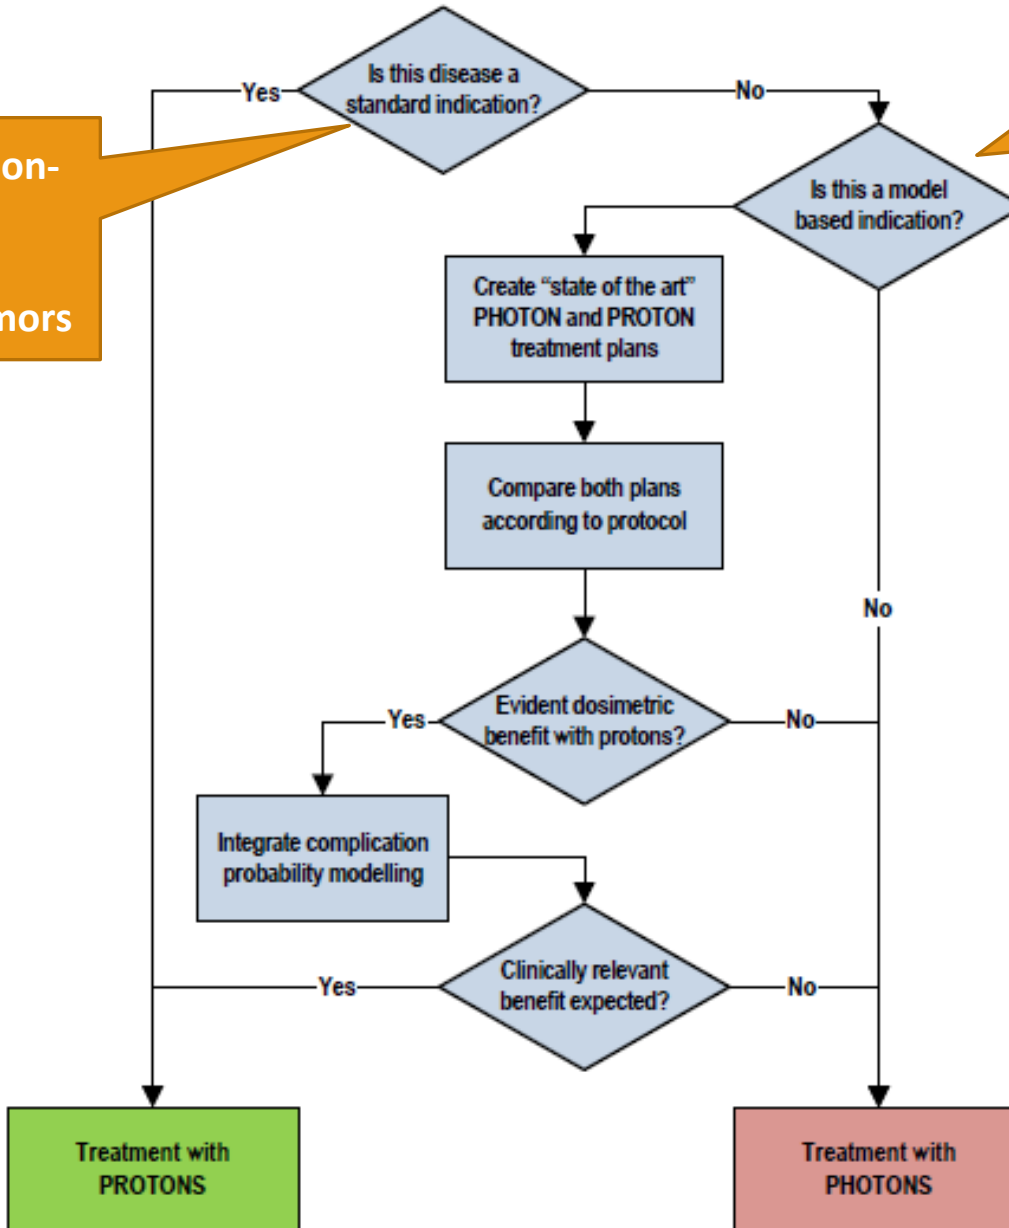 Is this disease a
standard indication?
Yes
No
on-
mors
Is this a model
based indication?
Create “state of the art”
PHOTON and PROTON
treatment plans
Compare both plans
according to protocol
No
Evident dosimetric
benefit with protons?
Yes
No
Integrate complication
probability modelling
Clinically relevant
benefit expected?
Yes
No
Treatment with
PROTONS
Treatment with
PHOTONS